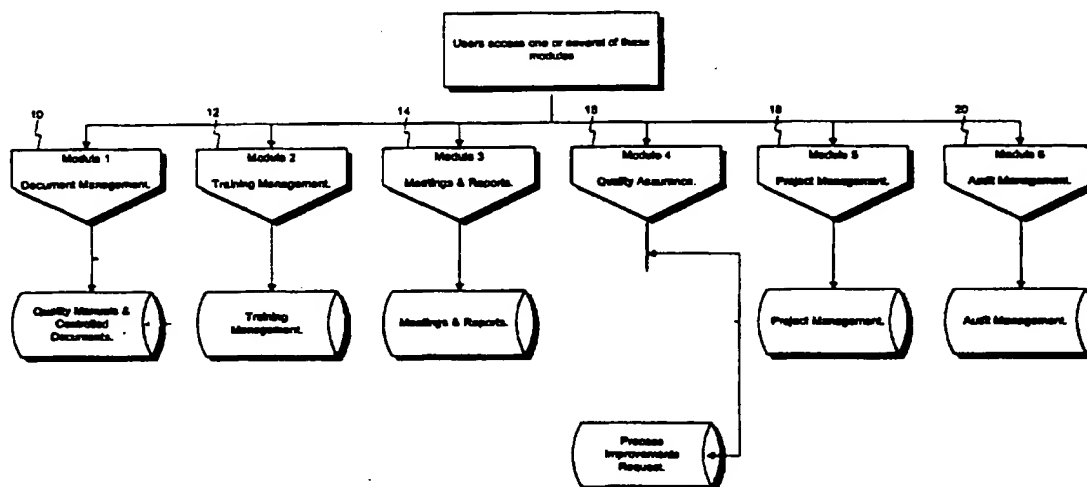 Users access one or several of these
modules
10
12
14
16
18
20
Module 1
Document Management.
Module 2
Training Management.
Module 3
Meetings & Reports.
Module 4
Quality Assurance.
Module 5
Project Management.
Module 6
Audit Management.
Quality Manuals &
Controlled
Documents.
Training
Management.
Meetings & Reports.
Project Management.
Audit Management.
Process
Improvements
Request.